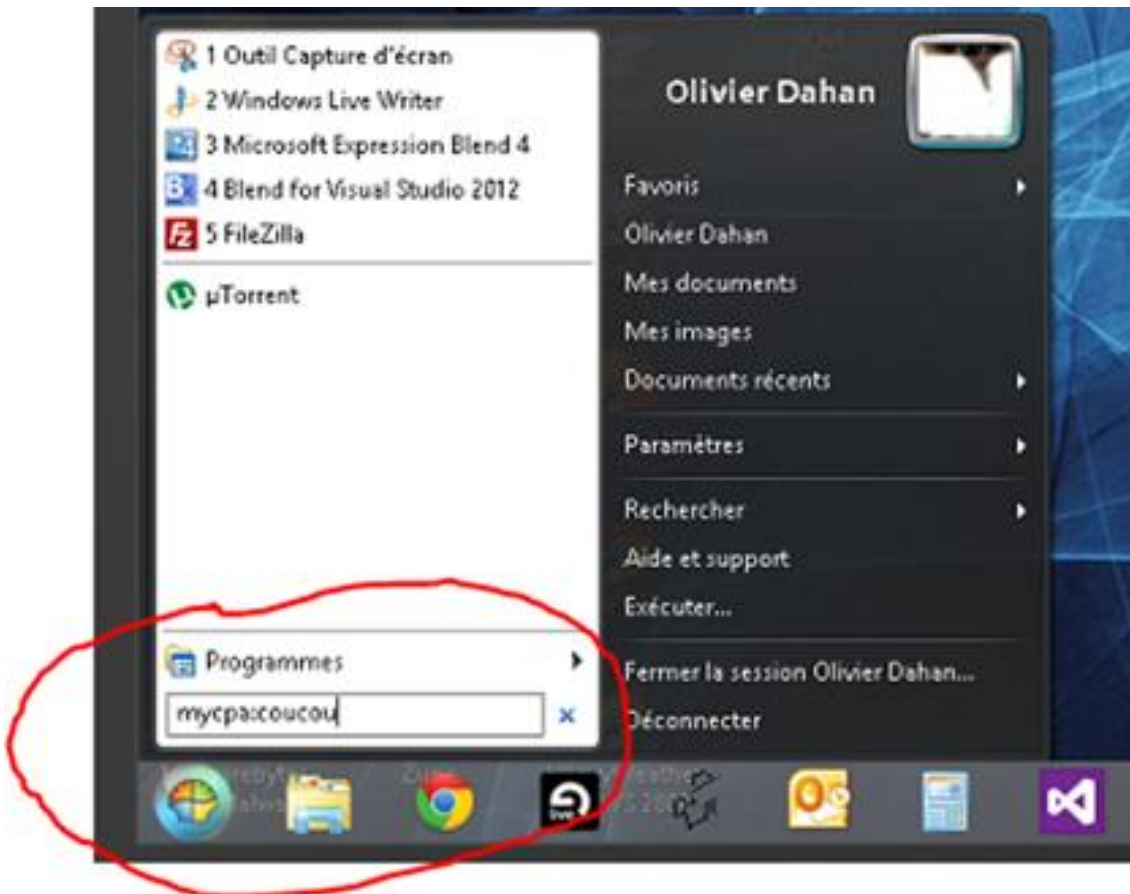 1 Outil Capture d'écran
2 Windows Live Writer
3 Microsoft Expression Blend 4
4 Blend for Visual Studio 2012
5 FileZilla
µTorrent
Programmes
mycpa:coucou
Olivier Dahan
Favoris
Olivier Dahan
Mes documents
Mes images
Documents récents
Paramètres
Rechercher
Aide et support
Exécuter...
Fermer la session Olivier Dahan...
Déconnecter
live